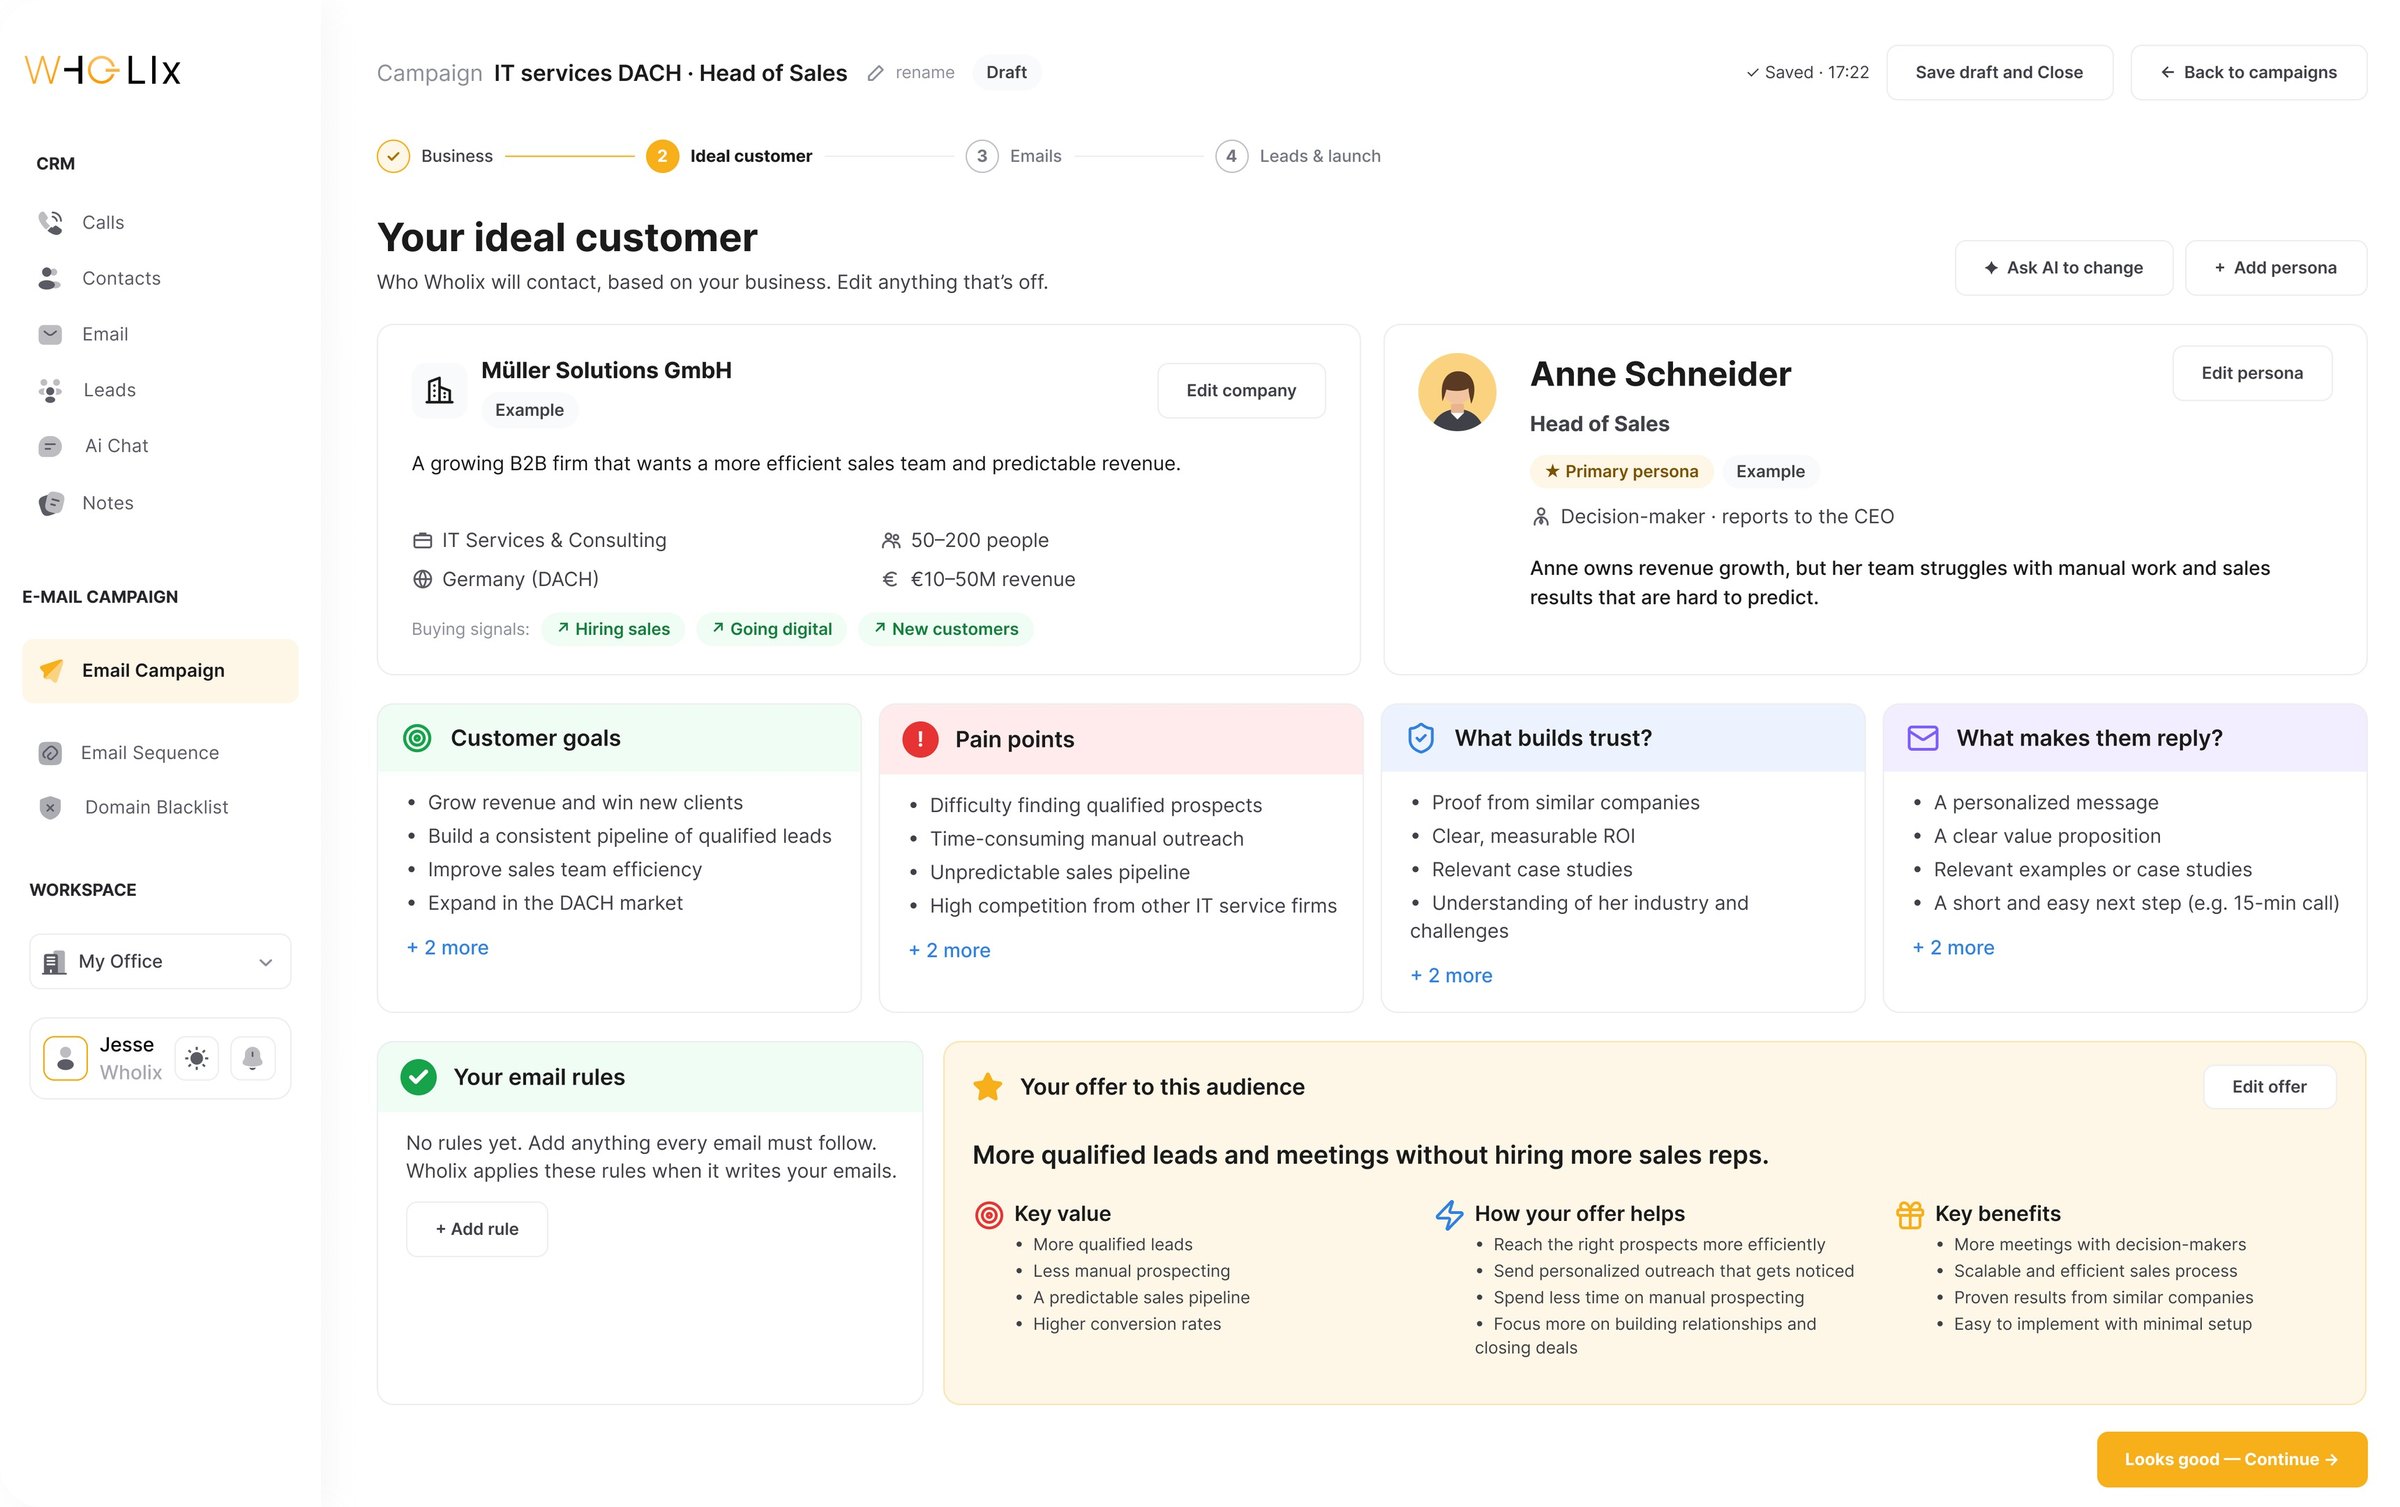 WHOLIX
CRM
Calls
Contacts
Email
Leads
Ai Chat
Notes
E-MAIL CAMPAIGN
Email Campaign
Email Sequence
Domain Blacklist
WORKSPACE
My Office
Jesse
Wholix
Campaign IT services DACH · Head of Sales rename Draft
✓ Saved · 17:22 Save draft and Close ← Back to campaigns
Business 2 Ideal customer 3 Emails 4 Leads & launch
Your ideal customer
Who Wholix will contact, based on your business. Edit anything that’s off.
✦ Ask AI to change + Add persona
Müller Solutions GmbH
Example
Edit company
A growing B2B firm that wants a more efficient sales team and predictable revenue.
IT Services & Consulting 50–200 people
Germany (DACH) € €10–50M revenue
Buying signals: ↗ Hiring sales ↗ Going digital ↗ New customers
Anne Schneider
Edit persona
Head of Sales
★ Primary persona Example
Decision-maker · reports to the CEO
Anne owns revenue growth, but her team struggles with manual work and sales
results that are hard to predict.
Customer goals
• Grow revenue and win new clients
• Build a consistent pipeline of qualified leads
• Improve sales team efficiency
• Expand in the DACH market
+ 2 more
! Pain points
• Difficulty finding qualified prospects
• Time-consuming manual outreach
• Unpredictable sales pipeline
• High competition from other IT service firms
+ 2 more
What builds trust?
• Proof from similar companies
• Clear, measurable ROI
• Relevant case studies
• Understanding of her industry and
challenges
+ 2 more
What makes them reply?
• A personalized message
• A clear value proposition
• Relevant examples or case studies
• A short and easy next step (e.g. 15-min call)
+ 2 more
Your email rules
No rules yet. Add anything every email must follow.
Wholix applies these rules when it writes your emails.
+ Add rule
Your offer to this audience
Edit offer
More qualified leads and meetings without hiring more sales reps.
Key value
• More qualified leads
• Less manual prospecting
• A predictable sales pipeline
• Higher conversion rates
How your offer helps
• Reach the right prospects more efficiently
• Send personalized outreach that gets noticed
• Spend less time on manual prospecting
• Focus more on building relationships and
closing deals
Key benefits
• More meetings with decision-makers
• Scalable and efficient sales process
• Proven results from similar companies
• Easy to implement with minimal setup
Looks good — Continue →